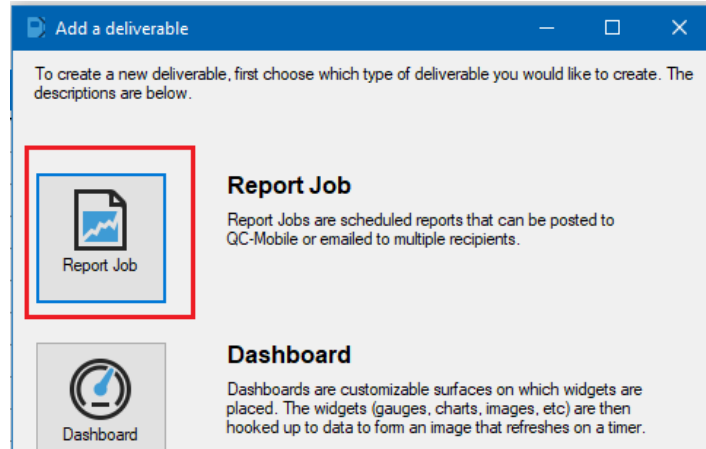 Add a deliverable
To create a new deliverable, first choose which type of deliverable you would like to create. The
descriptions are below.
Report Job
Report Jobs are scheduled reports that can be posted to
QC-Mobile or emailed to multiple recipients.
Report Job
Dashboard
Dashboards are customizable surfaces on which widgets are
placed. The widgets (gauges, charts, images, etc) are then
hooked up to data to form an image that refreshes on a timer.
Dashboard